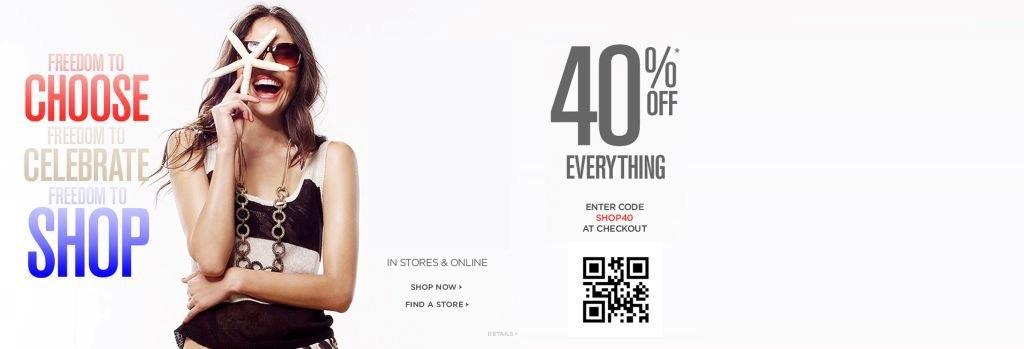 FREEDOM TO
CHOOSE
FREEDOM TO
CELEBRATE
FREEDOM TO
SHOP
IN STORES & ONLINE
SHOP NOW
FIND A STORE
DETAILS
40%* OFF
EVERYTHING
ENTER CODE
SHOP40
AT CHECKOUT